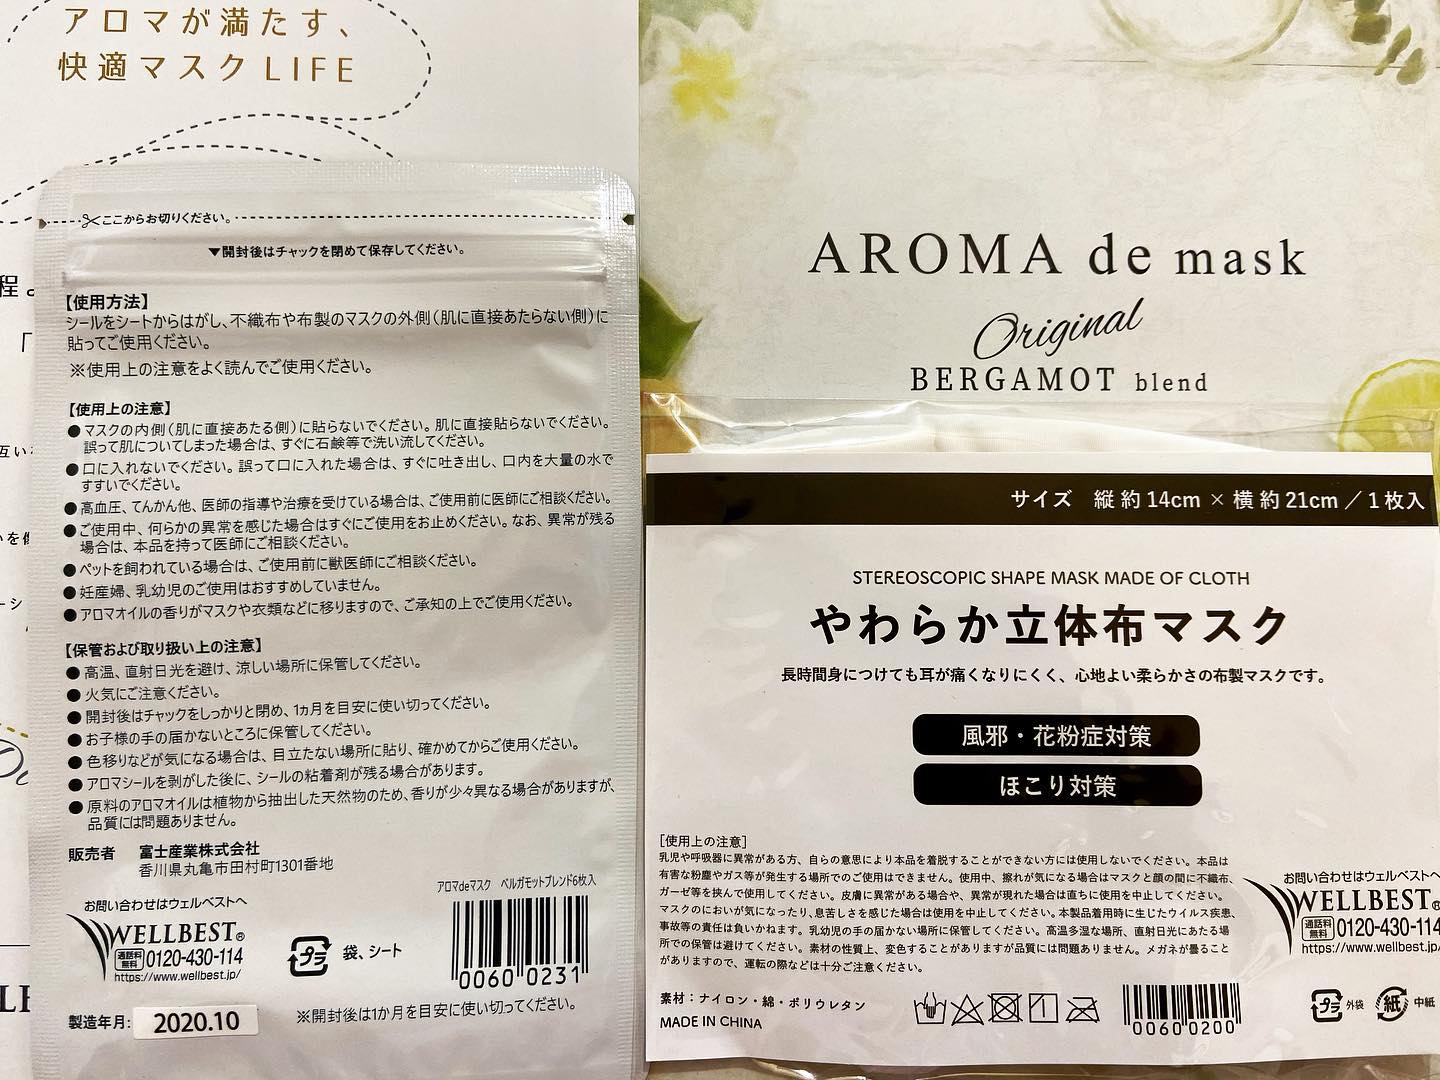 アロマが満たす、
快適マスクLIFE
ここからお切りください。
▼開封後はチャックを閉めて保存してください。
【使用方法】
シールをシートからはがし、不織布や布製のマスクの外側（肌に直接あたらない側）に
貼ってご使用ください。
※使用上の注意をよく読んでご使用ください。
【使用上の注意】
●マスクの内側（肌に直接あたる側）に貼らないでください。肌に直接貼らないでください。
誤って肌についてしまった場合は、すぐに石鹸等で洗い流してください。
●口に入れないでください。誤って口に入れた場合は、すぐに吐き出し、口内を大量の水で
すすいでください。
●高血圧、てんかん他、医師の指導や治療を受けている場合は、ご使用前に医師にご相談ください。
●ご使用中、何らかの異常を感じた場合はすぐにご使用をお止めください。なお、異常が残る
場合は、本品を持って医師にご相談ください。
●ペットを飼われている場合は、ご使用前に獣医師にご相談ください。
●妊産婦、乳幼児のご使用はおすすめしていません。
●アロマオイルの香りがマスクや衣類などに移りますので、ご承知の上でご使用ください。
【保管および取り扱い上の注意】
●高温、直射日光を避け、涼しい場所に保管してください。
●火気にご注意ください。
●開封後はチャックをしっかりと閉め、1ヵ月を目安に使い切ってください。
●お子様の手の届かないところに保管してください。
●色移りなどが気になる場合は、目立たない場所に貼り、確かめてからご使用ください。
●アロマシールを剥がした後に、シールの粘着剤が残る場合があります。
●原料のアロマオイルは植物から抽出した天然物のため、香りが少々異なる場合がありますが、
品質には問題ありません。
販売者 富士産業株式会社
香川県丸亀市田村町1301番地
アロマdeマスク ベルガモットブレンド6枚入
お問い合わせはウェルベストへ
WELLBEST®
通話料無料 0120-430-114
https://www.wellbest.jp/
プラ 袋、シート
0060 0231
製造年月: 2020.10
※開封後は1か月を目安に使い切ってください。
AROMA de mask
Original
BERGAMOT blend
サイズ 縦 約 14cm × 横 約 21cm / 1 枚入
STEREOSCOPIC SHAPE MASK MADE OF CLOTH
やわらか立体布マスク
長時間身につけても耳が痛くなりにくく、心地よい柔らかさの布製マスクです。
風邪・花粉症対策
ほこり対策
[使用上の注意]
乳児や呼吸器に異常がある方、自らの意思により本品を着脱することができない方には使用しないでください。本品は
有害な粉塵やガス等が発生する場所でのご使用はできません。使用中、擦れが気になる場合はマスクと顔の間に不織布、
ガーゼ等を挟んで使用してください。皮膚に異常がある場合や、異常が現れた場合は直ちに使用を中止してください。
マスクのにおいが気になったり、息苦しさを感じた場合は使用を中止してください。本製品着用時に生じたウイルス疾患、
事故等の責任は負いかねます。乳幼児の手の届かない場所に保管してください。高温多湿な場所、直射日光にあたる場
所での保管は避けてください。素材の性質上、変色することがありますが品質には問題ありません。メガネが曇ること
がありますので、運転の際などは十分ご注意ください。
素材：ナイロン・綿・ポリウレタン
MADE IN CHINA
0060 0200
お問い合わせはウェルベストへ
WELLBEST®
通話料無料 0120-430-114
https://www.wellbest.jp/
プラ 外袋 紙 中紙